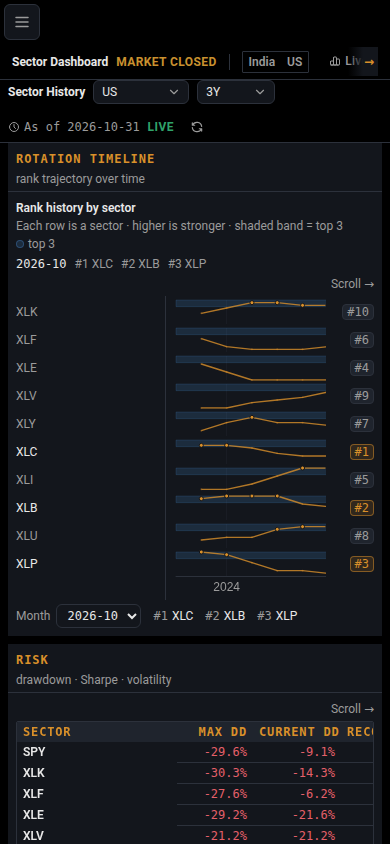 Sector Dashboard MARKET CLOSED India US Liv →
Sector History US 3Y
As of 2026-10-31 LIVE
ROTATION TIMELINE
rank trajectory over time
Rank history by sector
Each row is a sector · higher is stronger · shaded band = top 3
top 3
2026-10 #1 XLC #2 XLB #3 XLP
Scroll →
XLK #10
XLF #6
XLE #4
XLV #9
XLY #7
XLC #1
XLI #5
XLB #2
XLU #8
XLP #3
2024
Month 2026-10 #1 XLC #2 XLB #3 XLP
RISK
drawdown · Sharpe · volatility
Scroll →
SECTOR MAX DD CURRENT DD REC
SPY -29.6% -9.1%
XLK -30.3% -14.3%
XLF -27.6% -6.2%
XLE -29.2% -21.6%
XLV -21.2% -21.2%